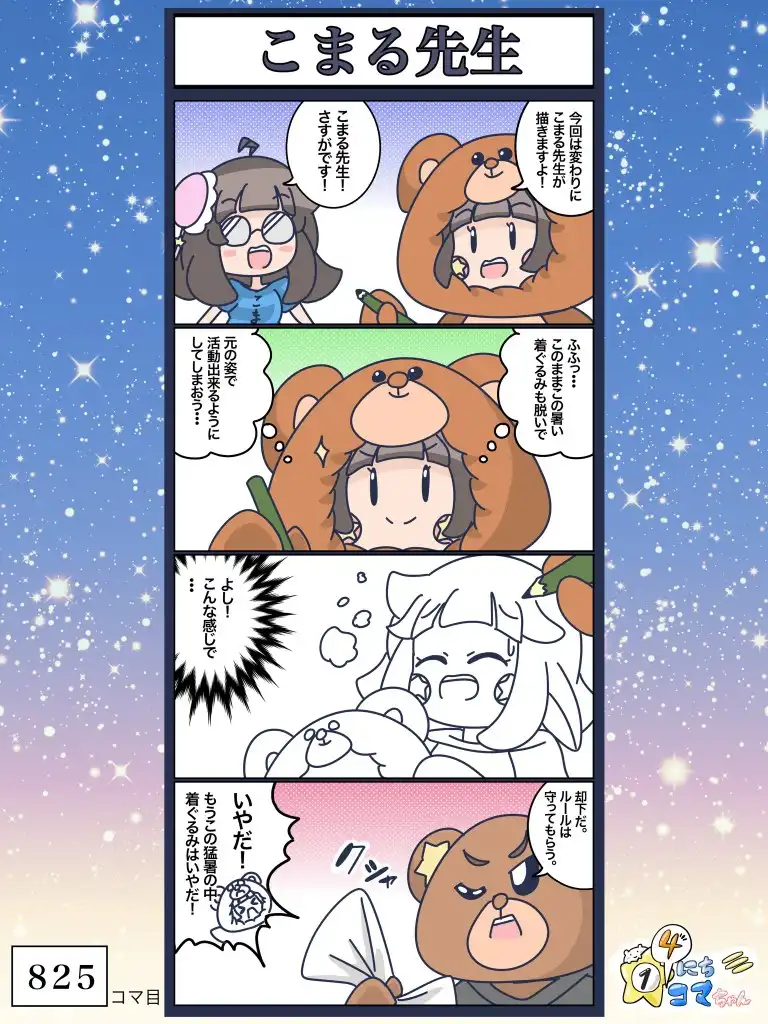 こまる先生
今回は変わりに
こまる先生が
描きますよ！
こまる先生！
さすがです！
こま
ふふっ…
このままこの暑い
着ぐるみも脱いで
元の姿で
活動出来るように
してしまおう…
よし！
こんな感じで
…
却下だ。
ルールは
守ってもらう。
クシャ
いやだ！
もうこの猛暑の中、
着ぐるみはいやだ！
825
コマ目
1
にち
4
コマ
ちゃん